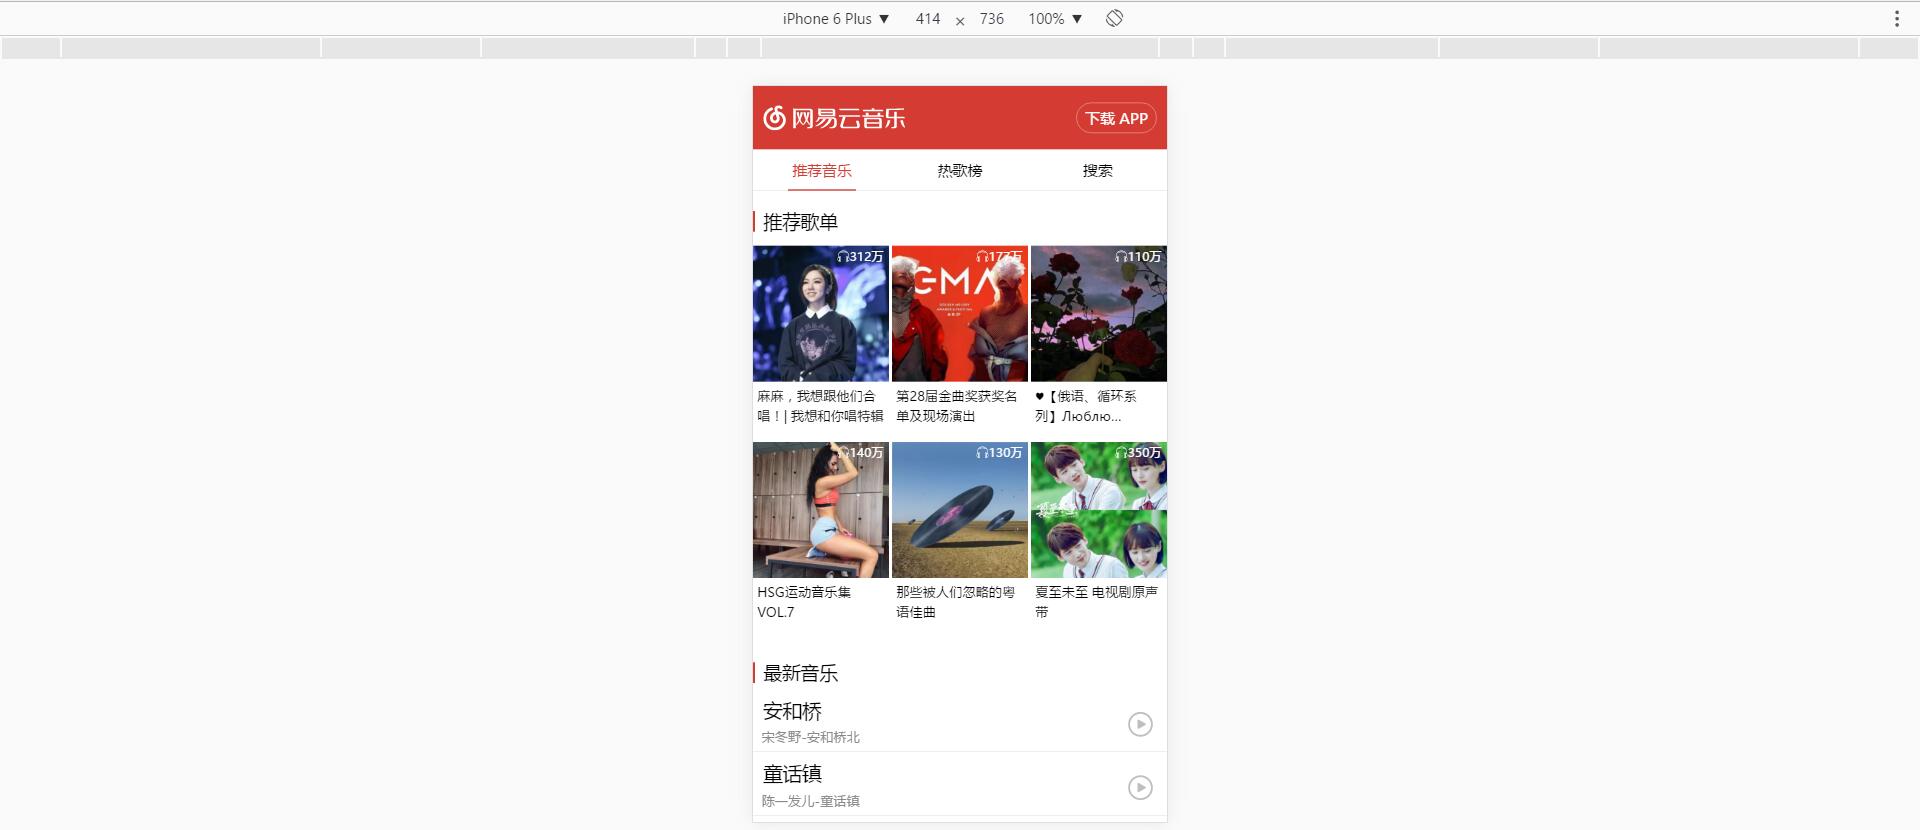 iPhone 6 Plus ▼ 414 × 736 100% ▼
网易云音乐
下载 APP
推荐音乐 热歌榜 搜索
推荐歌单
312万 177万 110万
GMA
麻麻，我想跟他们合 第28届金曲奖获奖名 ♥【俄语、循环系
唱！| 我想和你唱特辑 单及现场演出 列】Люблю...
140万 130万 350万
HSG运动音乐集 那些被人们忽略的粤 夏至未至 电视剧原声
VOL.7 语佳曲 带
最新音乐
安和桥
宋冬野-安和桥北
童话镇
陈一发儿-童话镇